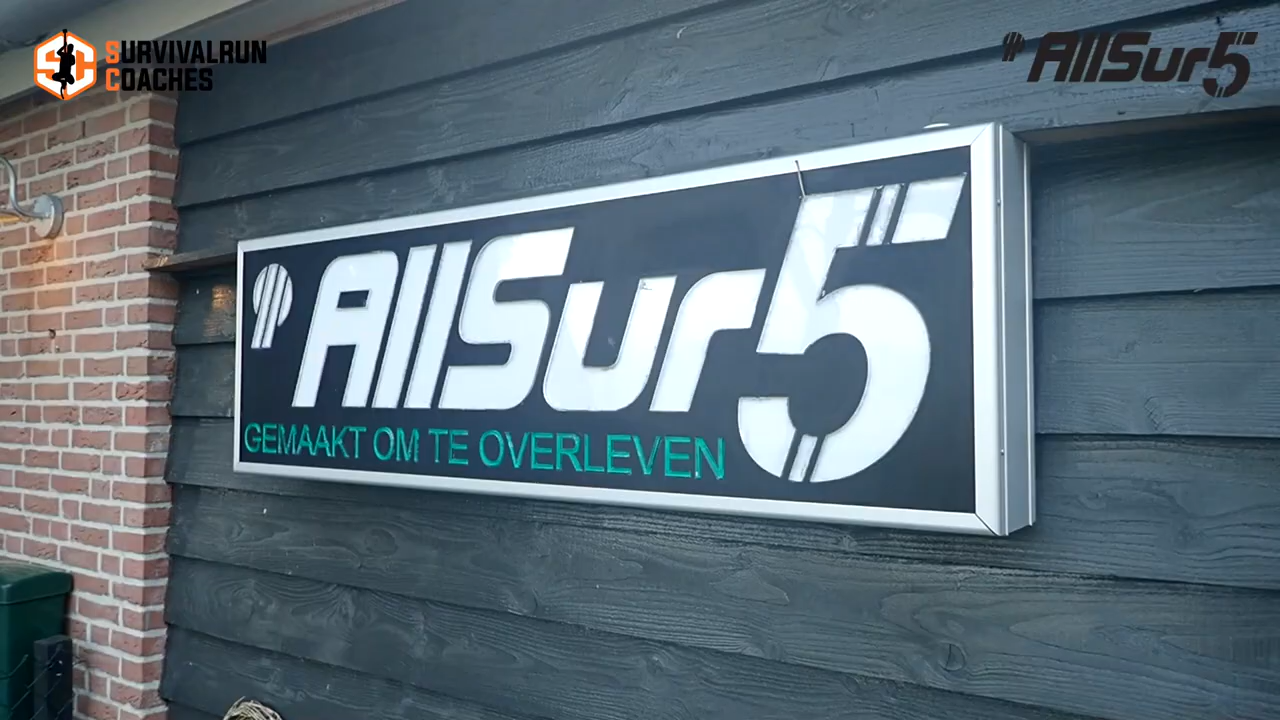 SURVIVALRUN
COACHES
AllSur5
AllSur5
GEMAAKT OM TE OVERLEVEN